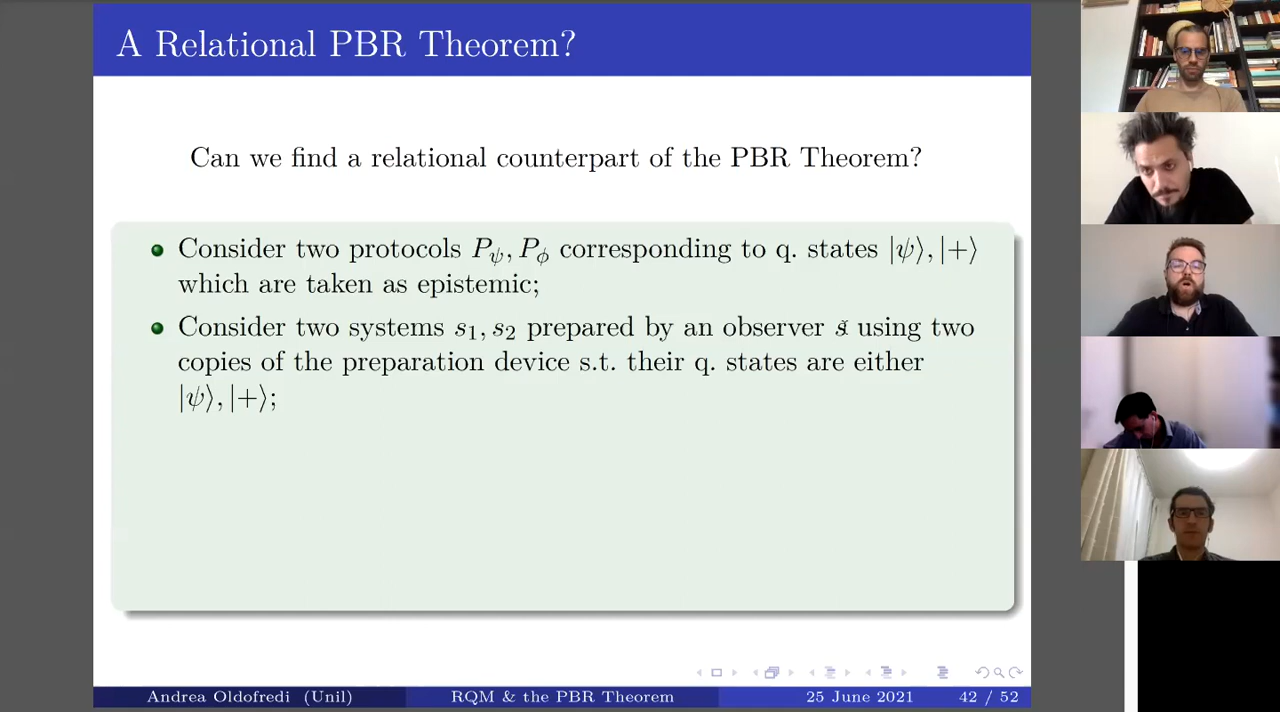 A Relational PBR Theorem?
Can we find a relational counterpart of the PBR Theorem?
Consider two protocols P_ψ, P_ϕ corresponding to q. states |ψ⟩, |+⟩
which are taken as epistemic;
Consider two systems s₁, s₂ prepared by an observer š using two
copies of the preparation device s.t. their q. states are either
|ψ⟩, |+⟩;
Andrea Oldofredi (Unil) RQM & the PBR Theorem 25 June 2021 42 / 52